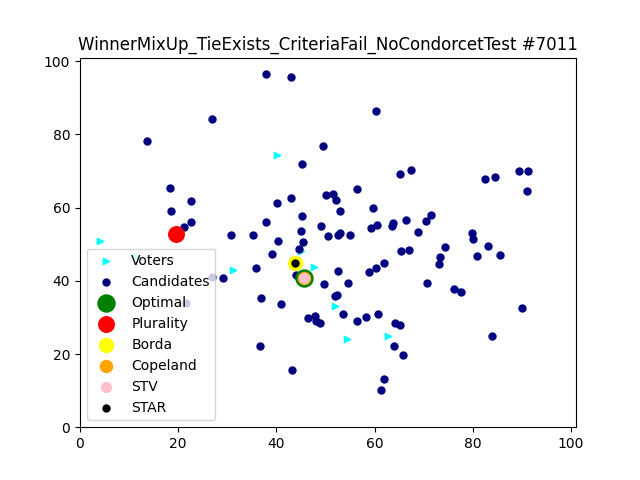 WinnerMixUp_TieExists_CriteriaFail_NoCondorcetTest #7011
100
80
60
40
20
0
Voters
Candidates
Optimal
Plurality
Borda
Copeland
STV
STAR
0 20 40 60 80 100